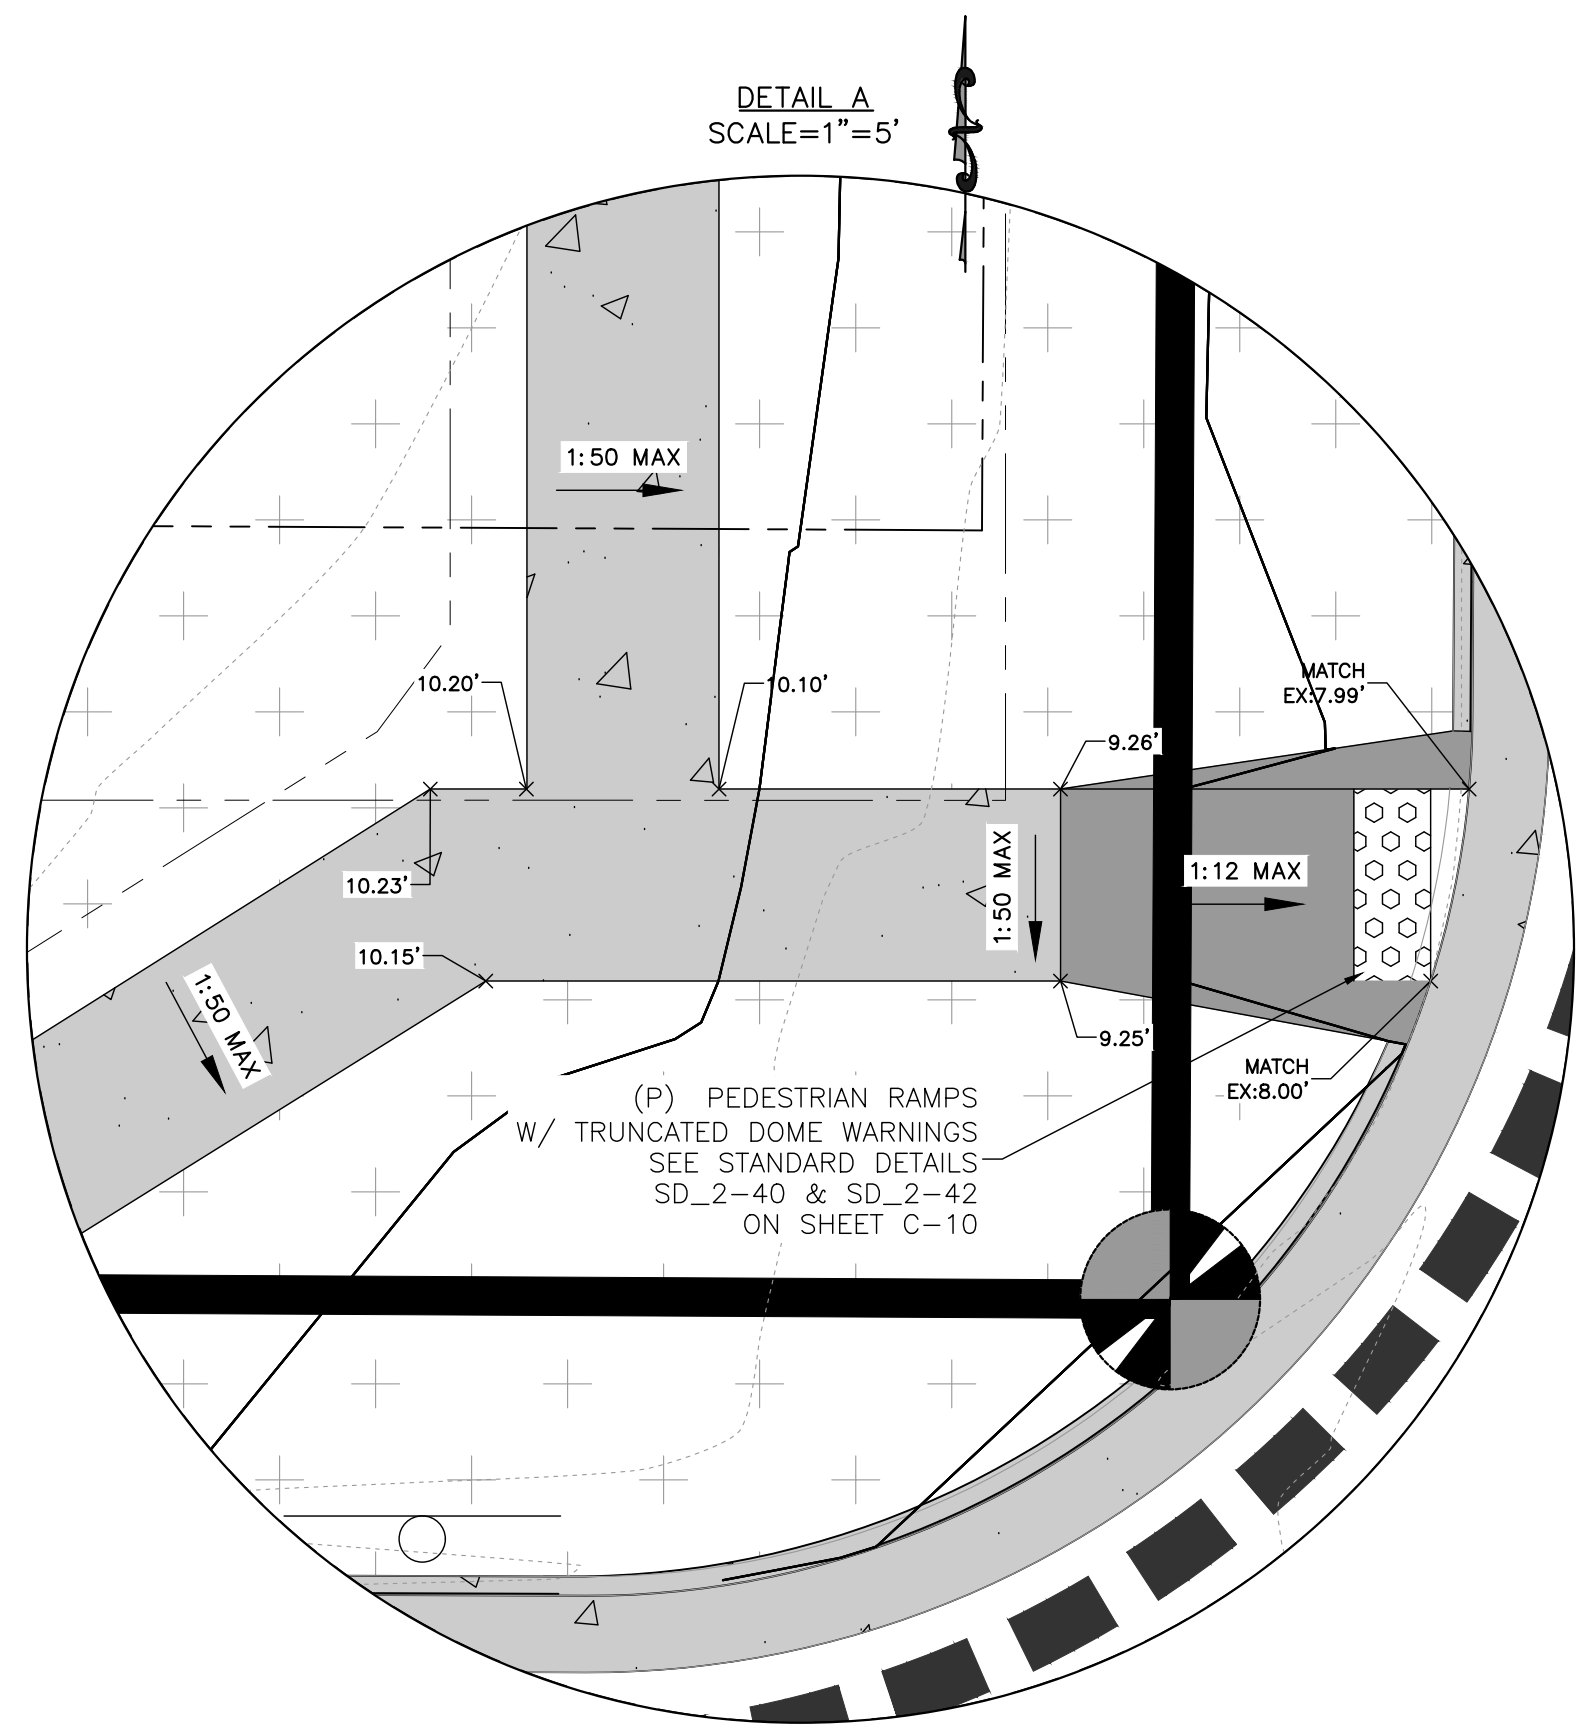 DETAIL A
SCALE=1"=5'
1:50 MAX
10.20'
10.10'
MATCH
EX:7.99'
9.26'
1:50 MAX
1:12 MAX
10.23'
10.15'
1:50 MAX
9.25'
MATCH
EX:8.00'
(P) PEDESTRIAN RAMPS
W/ TRUNCATED DOME WARNINGS
SEE STANDARD DETAILS
SD_2-40 & SD_2-42
ON SHEET C-10